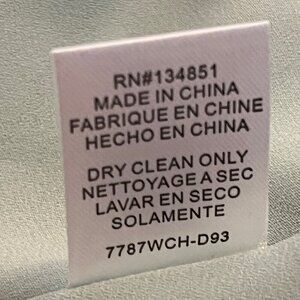 RN#134851
MADE IN CHINA
FABRIQUE EN CHINE
HECHO EN CHINA
DRY CLEAN ONLY
NETTOYAGE A SEC
LAVAR EN SECO
SOLAMENTE
7787WCH-D93